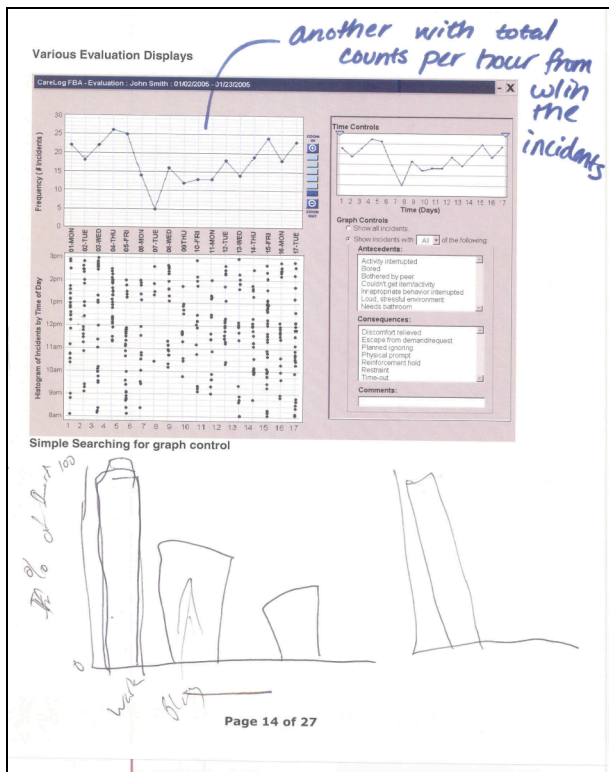 another with total
counts per hour from
w/in
the
incidents
Various Evaluation Displays
CareLog FBA - Evaluation : John Smith : 01/02/2005 - 01/23/2005
- X
Frequency (# Incidents)
30
25
20
15
10
5
0
ZOOM
IN
ZOOM
OUT
01-MON
02-TUE
03-WED
04-THU
05-FRI
06-MON
07-TUE
08-WED
09THU
10-FRI
11-MON
12-TUE
13-WED
14-THU
15-FRI
16-MON
17-TUE
Histogram of Incidents by Time of Day
3pm
2pm
1pm
12pm
11am
10am
9am
8am
1 2 3 4 5 6 7 8 9 10 11 12 13 14 15 16 17
Time Controls
1 2 3 4 5 6 7 8 9 10 11 12 13 14 15 16 17
Time (Days)
Graph Controls
Show all incidents.
Show incidents with All of the following:
Antecedents:
Activity interrupted
Bored
Bothered by peer
Couldn't get item/activity
Innapropriate behavior interrupted
Loud, stressful environment
Needs bathroom
Consequences:
Discomfort relieved
Escape from demand/request
Planned ignoring
Physical prompt
Reinforcement hold
Restraint
Time-out
Comments:
Simple Searching for graph control
100
% of
0
work
Play
Page 14 of 27